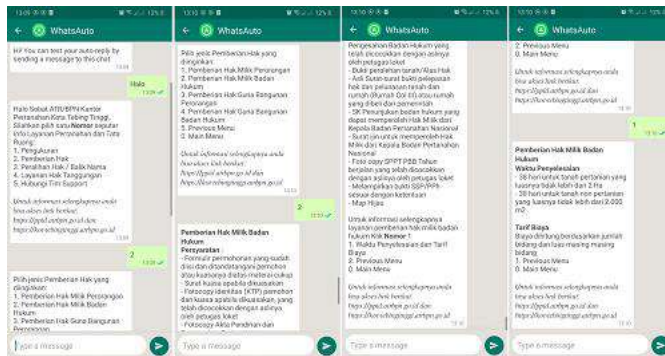 WhatsAuto
Hi! You can test your auto-reply by
sending a message to this chat
Halo
Halo Sobat ATR/BPN Kantor
Pertanahan Kota Tebing Tinggi,
Silahkan pilih satu Nomor seputar
Info Layanan Pertanahan dan Tata
Ruang:
1. Pengukuran
2. Pemberian Hak
3. Peralihan Hak / Balik Nama
4. Layanan Hak Tanggungan
5. Hubungi Tim Support
Untuk informasi selengkapnya anda
bisa akses link berikut:
2
Pilih jenis Pemberian Hak yang
diinginkan:
1. Pemberian Hak Milik Perorangan
2. Pemberian Hak Milik Badan
Hukum
3. Pemberian Hak Guna Bangunan
Perorangan
Type a message
WhatsAuto
Pilih jenis Pemberian Hak yang
diinginkan:
1. Pemberian Hak Milik Perorangan
2. Pemberian Hak Milik Badan
Hukum
3. Pemberian Hak Guna Bangunan
Perorangan
4. Pemberian Hak Guna Bangunan
Badan Hukum
5. Previous Menu
0. Main Menu
Untuk informasi selengkapnya anda
bisa akses link berikut:
2
Pemberian Hak Milik Badan
Hukum
Persyaratan
- Formulir permohonan yang sudah
diisi dan ditandatangani pemohon
atau kuasanya diatas materai cukup
- Surat kuasa apabila dikuasakan
- Fotocopy identitas (KTP) pemohon
dan kuasa apabila dikuasakan, yang
telah dicocokkan dengan aslinya
oleh petugas loket
- Fotocopy Akta Pendirian dan
Type a message
WhatsAuto
Pengesahan Badan Hukum yang
telah dicocokkan dengan aslinya
oleh petugas loket
- Bukti perolehan tanah/Alas Hak
- Asli Surat-surat bukti pelepasan
hak dan pelunasan tanah dan
rumah (Rumah Gol III) atau rumah
yang dibeli dari pemerintah
- SK Penunjukan badan hukum yang
dapat memperoleh Hak Milik dari
Kepala Badan Pertanahan Nasional
- Surat ijin untuk memperoleh Hak
Milik dari Kepala Badan Pertanahan
Nasional
- Foto copy SPPT PBB Tahun
berjalan yang telah dicocokkan
dengan aslinya oleh petugas loket
- Melampirkan bukti SSP/PPh
sesuai dengan ketentuan
- Map Hijau
Untuk informasi selengkapnya
layanan pemberian hak milik badan
hukum Klik Nomor 1
1. Waktu Penyelesaian dan Tarif
Biaya
2. Previous Menu
0. Main Menu
Untuk informasi selengkapnya anda
bisa akses link berikut:
Type a message
WhatsAuto
2. Previous Menu
0. Main Menu
Untuk informasi selengkapnya anda
bisa akses link berikut:
1
Pemberian Hak Milik Badan
Hukum
Waktu Penyelesaian
- 38 hari untuk tanah pertanian yang
luasnya tidak lebih dari 2 Ha
- 38 hari untuk tanah non pertanian
yang luasnya tidak lebih dari 2.000
m2
Tarif Biaya
Biaya dihitung berdasarkan jumlah
bidang dan luas masing masing
bidang
1. Previous Menu
0. Main Menu
Untuk informasi selengkapnya anda
bisa akses link berikut:
Type a message